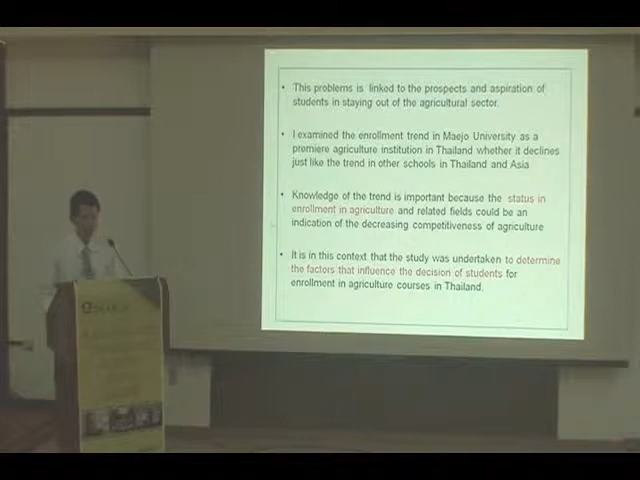 • This problems is linked to the prospects and aspiration of
students in staying out of the agricultural sector.
• I examined the enrollment trend in Maejo University as a
premiere agriculture institution in Thailand whether it declines
just like the trend in other schools in Thailand and Asia
• Knowledge of the trend is important because the status in
enrollment in agriculture and related fields could be an
indication of the decreasing competitiveness of agriculture
• It is in this context that the study was undertaken to determine
the factors that influence the decision of students for
enrollment in agriculture courses in Thailand.